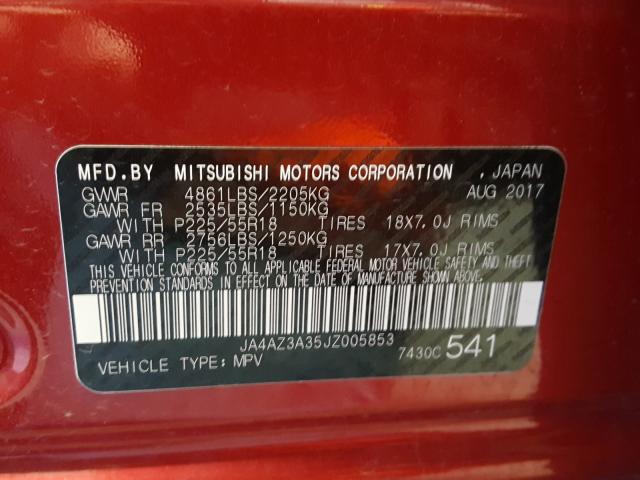 MFD.BY MITSUBISHI MOTORS CORPORATION , JAPAN
GVWR 4861LBS/2205KG AUG 2017
GAWR FR 2535LBS/1150KG
WITH P225/55R18 TIRES 18X7.0J RIMS
GAWR RR 2756LBS/1250KG
WITH P225/55R18 TIRES 17X7.0J RIMS
THIS VEHICLE CONFORMS TO ALL APPLICABLE FEDERAL MOTOR VEHICLE SAFETY AND THEFT
PREVENTION STANDARDS IN EFFECT ON THE DATE OF MANUFACTURE SHOWN ABOVE.
JA4AZ3A35JZ005853
VEHICLE TYPE: MPV 7430C 541